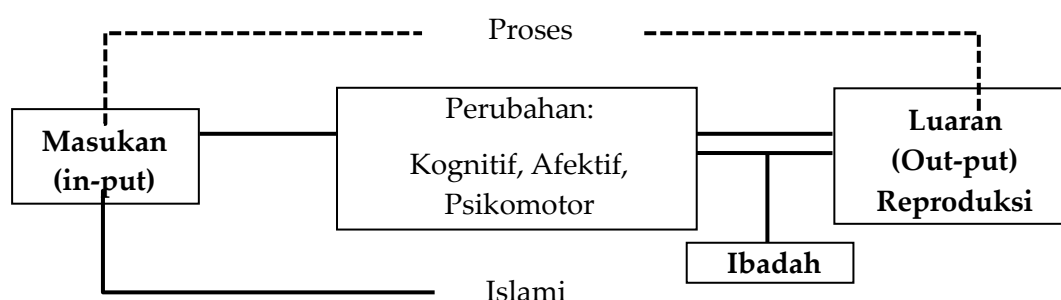 Proses
Masukan
(in-put)
Perubahan:
Kognitif, Afektif,
Psikomotor
Luaran
(Out-put)
Reproduksi
Ibadah
Islami